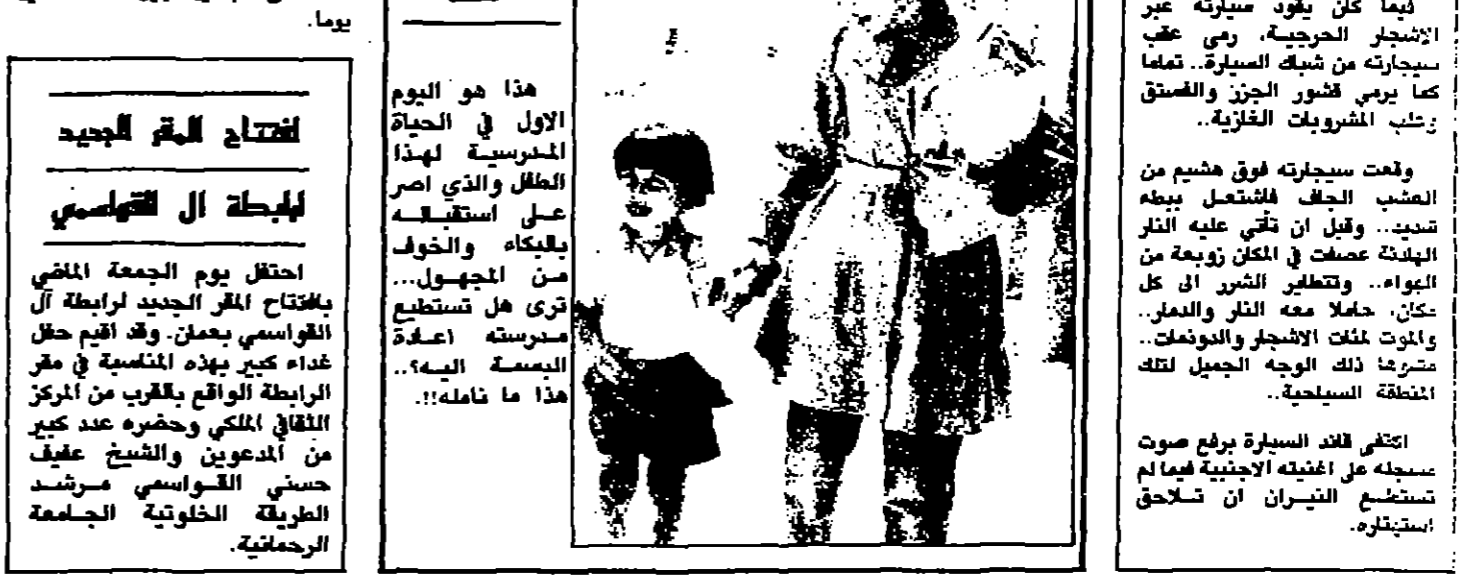 فيما كان يقود سيارته عبر
الاشجار الحرجية، رمى عقب
سيجارته من شباك السيارة.. تماما
كما يرمي قشور الجزر والفستق
وعلب المشروبات الغازية..
وقعت سيجارته فوق هشيم من
العشب الجاف فاشتعل ببطء
شديد.. وقبل ان تأتي عليه النار
الهادئة عصفت في المكان زوبعة من
الهواء.. وتتطاير الشرر الى كل
مكان، حاملا معه النار والدمار..
والموت لمئات الاشجار والدونمات..
مشوها ذلك الوجه الجميل لتلك
المنطقة السياحية..
اكتفى قائد السيارة برفع صوت
مسجله على اغنيته الاجنبية فيما لم
تستطع النيران ان تلاحق
استهتاره.
هذا هو اليوم
الاول في الحياة
المدرسية لهذا
الطفل والذي اصر
على استقباله
بالبكاء والخوف
من المجهول...
ترى هل تستطيع
مدرسته اعادة
البسمة اليه؟..
هذا ما نامله!!.
يوما.
افتتاح المقر الجديد
لرابطة ال القواسمي
احتفل يوم الجمعة الماضي
بافتتاح المقر الجديد لرابطة آل
القواسمي بعمان. وقد اقيم حفل
غداء كبير بهذه المناسبة في مقر
الرابطة الواقع بالقرب من المركز
الثقافي الملكي وحضره عدد كبير
من المدعوين والشيخ عفيف
حسني القواسمي مرشد
الطريقة الخلوتية الجامعة
الرحمانية.